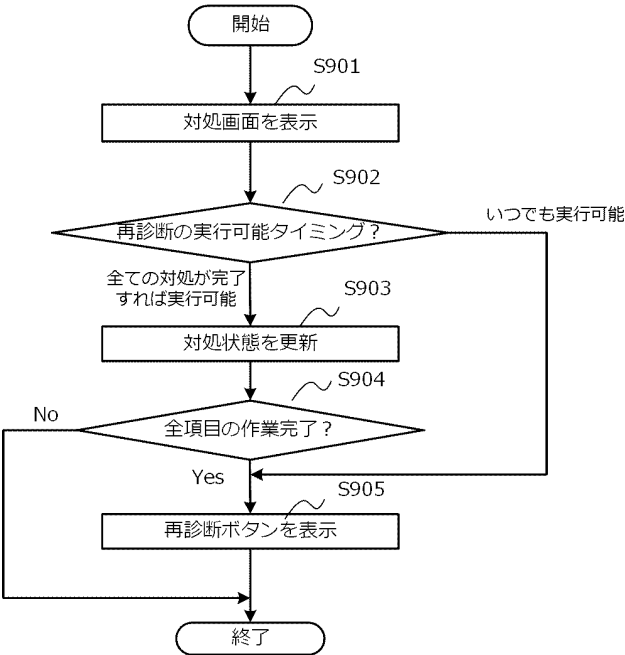 開始
S901
対処画面を表示
S902
再診断の実行可能タイミング？
いつでも実行可能
全ての対処が完了
すれば実行可能
S903
対処状態を更新
S904
No
全項目の作業完了？
Yes
S905
再診断ボタンを表示
終了